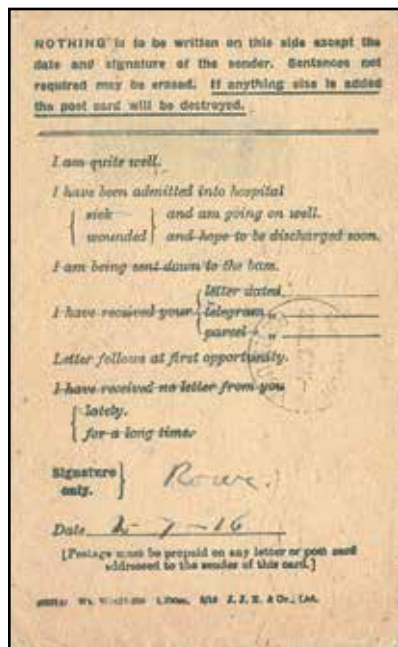 NOTHING is to be written on this side except the
date and signature of the sender. Sentences not
required may be erased. If anything else is added
the post card will be destroyed.
I am quite well.
I have been admitted into hospital
sick and am going on well.
wounded and hope to be discharged soon.
I am being sent down to the base.
letter dated
I have received your telegram „
parcel „
Letter follows at first opportunity.
I have received no letter from you
lately.
for a long time.
Signature
only.
Rowe.
Date -7-16
[Postage must be prepaid on any letter or post card
addressed to the sender of this card.]
& Co., Ltd.